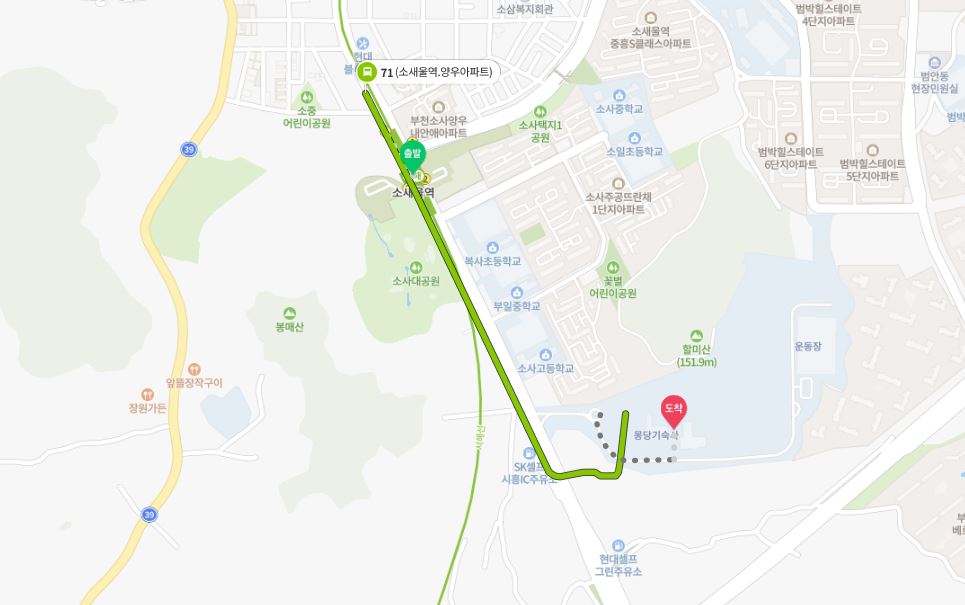 소삼복지회관
범박힐스테이트
4단지아파트
소새울역
중흥S클래스아파트
현대
71 (소새울역.양우아파트)
범안동
현장민원실
소중
어린이공원
부천소사양우
내안애아파트
소사중학교
소사택지1
공원
39
출발
소일초등학교
범박힐스테이트
6단지아파트
범박힐스테이트
5단지아파트
소새울역
소사주공뜨란채
1단지아파트
복사초등학교
소사대공원
꽃별
어린이공원
부일중학교
봉매산
할미산
(151.9m)
운동장
소사고등학교
앞뜰장작구이
장원가든
도착
몽당기숙사
서해선
SK셀프
시흥IC주유소
39
현대셀프
그린주유소